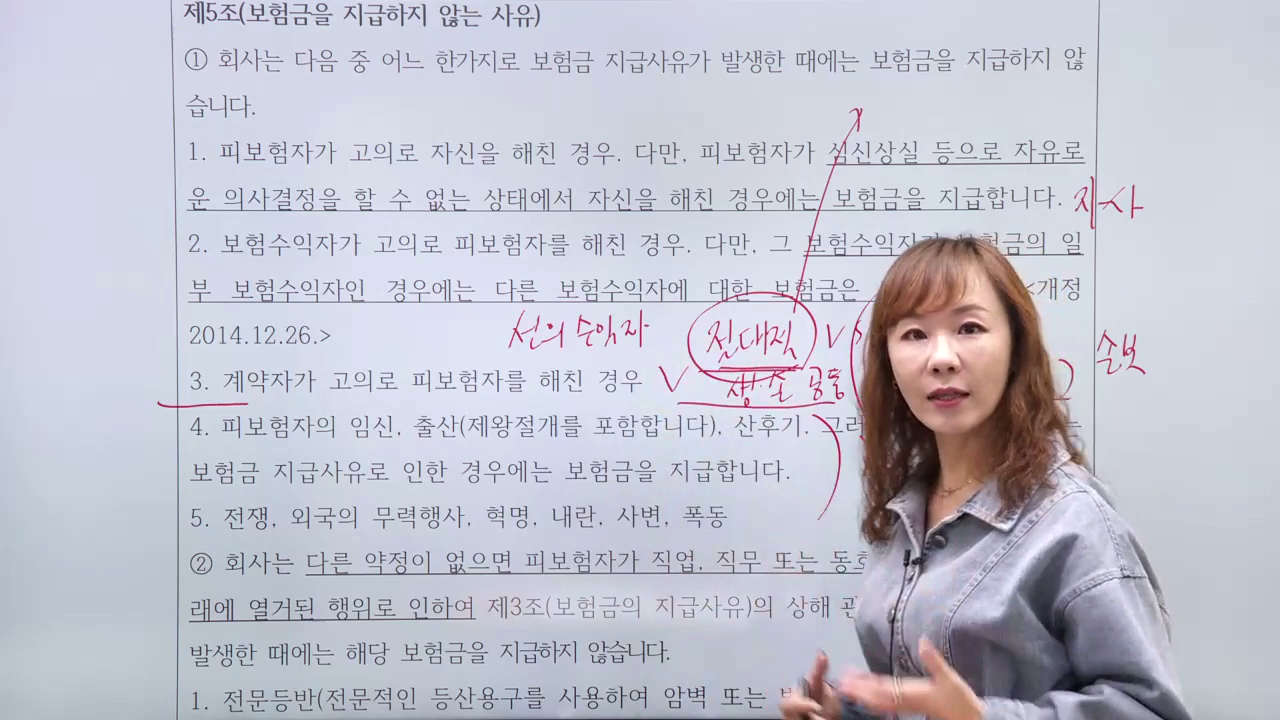 제5조(보험금을 지급하지 않는 사유)
① 회사는 다음 중 어느 한가지로 보험금 지급사유가 발생한 때에는 보험금을 지급하지 않
습니다.
1. 피보험자가 고의로 자신을 해친 경우. 다만, 피보험자가 심신상실 등으로 자유로
운 의사결정을 할 수 없는 상태에서 자신을 해친 경우에는 보험금을 지급합니다.
2. 보험수익자가 고의로 피보험자를 해친 경우. 다만, 그 보험수익자가 보험금의 일
부 보험수익자인 경우에는 다른 보험수익자에 대한 보험금은 <개정
선의 수익자 절대적
2014.12.26.>
손보
3. 계약자가 고의로 피보험자를 해친 경우
생·손 공통
4. 피보험자의 임신, 출산(제왕절개를 포함합니다), 산후기. 그러
보험금 지급사유로 인한 경우에는 보험금을 지급합니다.
5. 전쟁, 외국의 무력행사, 혁명, 내란, 사변, 폭동
② 회사는 다른 약정이 없으면 피보험자가 직업, 직무 또는 동호
래에 열거된 행위로 인하여 제3조(보험금의 지급사유)의 상해
발생한 때에는 해당 보험금을 지급하지 않습니다.
1. 전문등반(전문적인 등산용구를 사용하여 암벽 또는